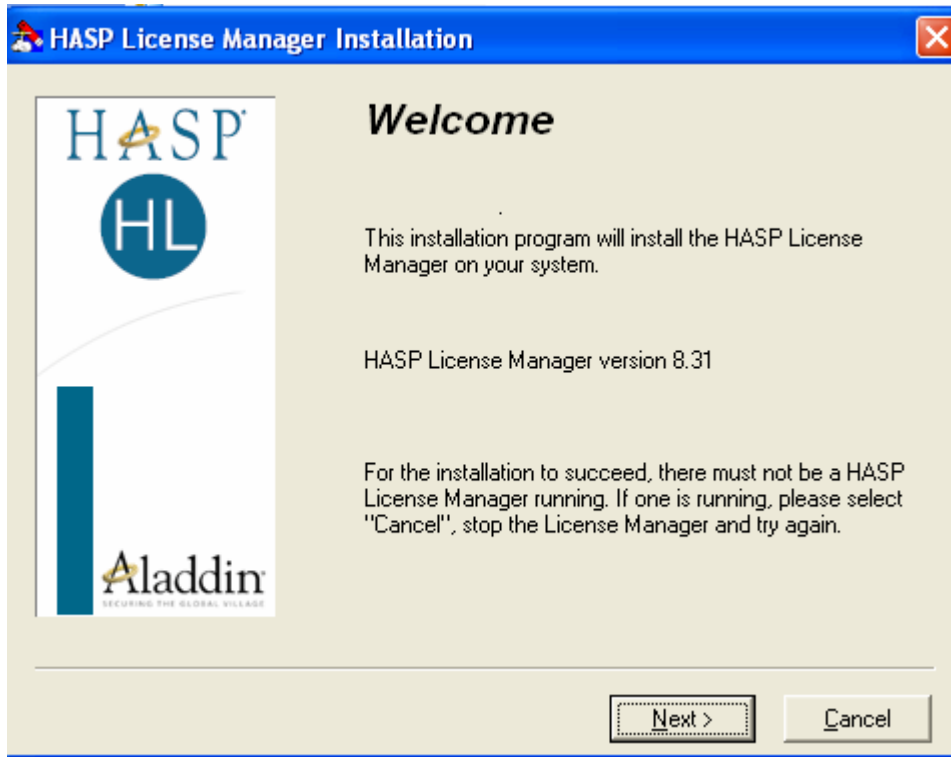 HASP License Manager Installation
HASP
HL
Aladdin
SECURING THE GLOBAL VILLAGE
Welcome
.
This installation program will install the HASP License
Manager on your system.
HASP License Manager version 8.31
For the installation to succeed, there must not be a HASP
License Manager running. If one is running, please select
"Cancel", stop the License Manager and try again.
Next >
Cancel